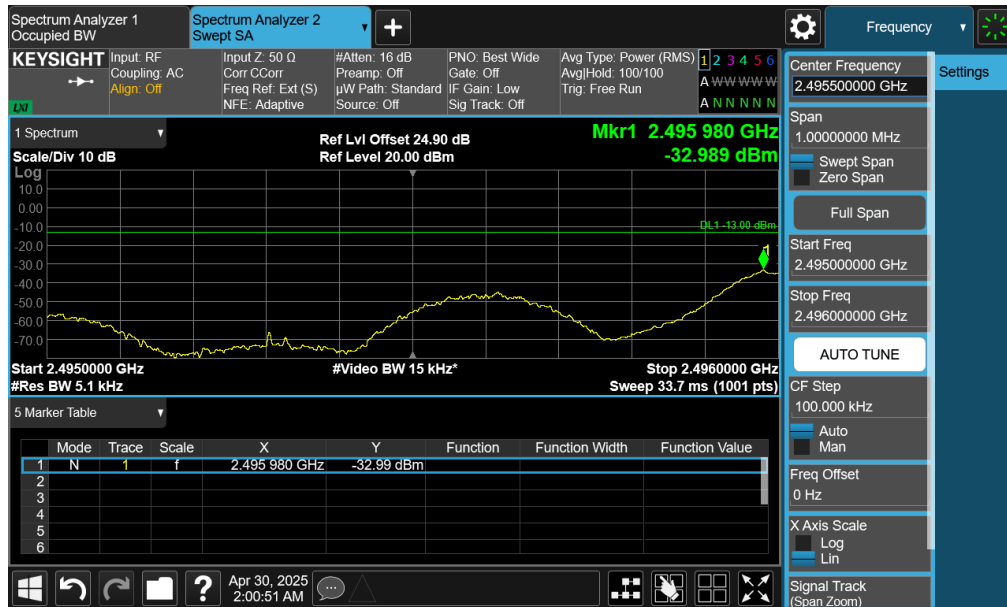 Spectrum Analyzer 1
Occupied BW
Spectrum Analyzer 2
Swept SA
+
Frequency
KEYSIGHT
LXI
Input: RF
Coupling: AC
Align: Off
Input Z: 50 Ω
Corr CCorr
Freq Ref: Ext (S)
NFE: Adaptive
#Atten: 16 dB
Preamp: Off
µW Path: Standard
Source: Off
PNO: Best Wide
Gate: Off
IF Gain: Low
Sig Track: Off
Avg Type: Power (RMS)
Avg|Hold: 100/100
Trig: Free Run
1 2 3 4 5 6
A W W W W W
A N N N N N
Center Frequency
2.495500000 GHz
Settings
Span
1.00000000 MHz
Swept Span
Zero Span
Full Span
Start Freq
2.495000000 GHz
Stop Freq
2.496000000 GHz
AUTO TUNE
CF Step
100.000 kHz
Auto
Man
Freq Offset
0 Hz
X Axis Scale
Log
Lin
Signal Track
(Span Zoom)
1 Spectrum
Scale/Div 10 dB
Ref Lvl Offset 24.90 dB
Ref Level 20.00 dBm
Mkr1 2.495 980 GHz
-32.989 dBm
Log
10.0
0.00
-10.0
-20.0
-30.0
-40.0
-50.0
-60.0
-70.0
DL1 -13.00 dBm
1
Start 2.4950000 GHz
#Res BW 5.1 kHz
#Video BW 15 kHz*
Stop 2.4960000 GHz
Sweep 33.7 ms (1001 pts)
5 Marker Table
Mode Trace Scale X Y Function Function Width Function Value
1 N 1 f 2.495 980 GHz -32.99 dBm
2
3
4
5
6
?
Apr 30, 2025
2:00:51 AM